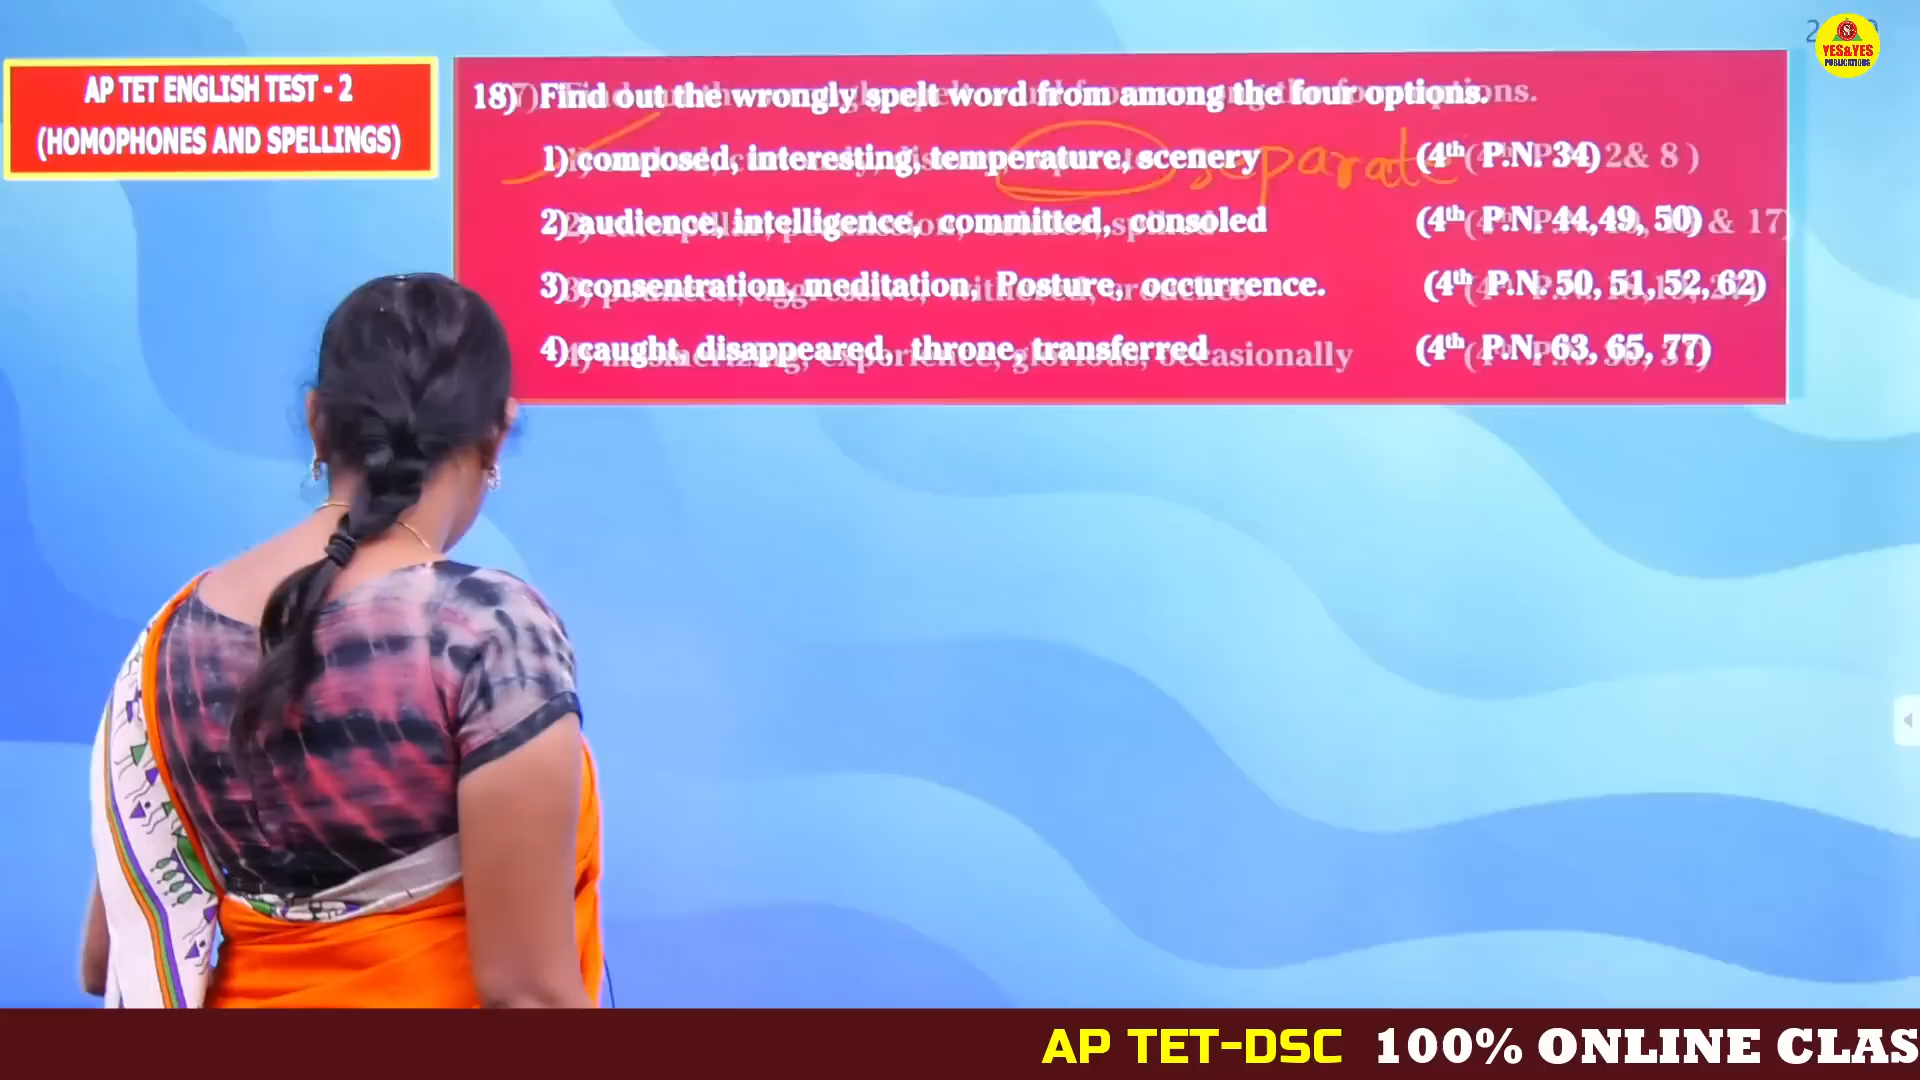 AP TET ENGLISH TEST - 2
(HOMOPHONES AND SPELLINGS)
YES&YES
PUBLICATIONS
18) Find out the wrongly spelt word from among the four options.
1) composed, interesting, temperature, scenery (4th P.N. 34)
separate
2) audience, intelligence, committed, consoled (4th P.N. 44,49, 50)
3) consentration, meditation, Posture, occurrence. (4th P.N. 50, 51, 52, 62)
4) caught, disappeared, throne, transferred (4th P.N. 63, 65, 77)
AP TET-DSC 100% ONLINE CLAS